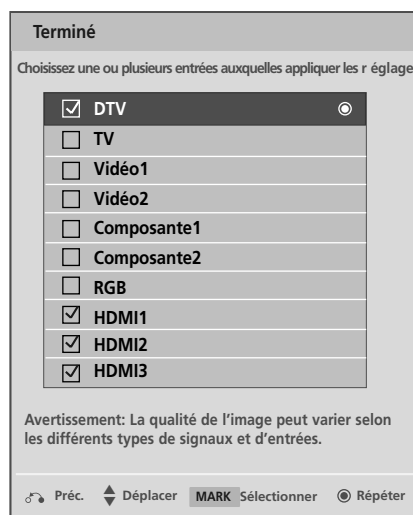 Terminé
Choisissez une ou plusieurs entrées auxquelles appliquer les r églage
DTV
TV
Vidéo1
Vidéo2
Composante1
Composante2
RGB
HDMI1
HDMI2
HDMI3
Avertissement: La qualité de l’image peut varier selon
les différents types de signaux et d’entrées.
Préc. Déplacer MARK Sélectionner Répéter